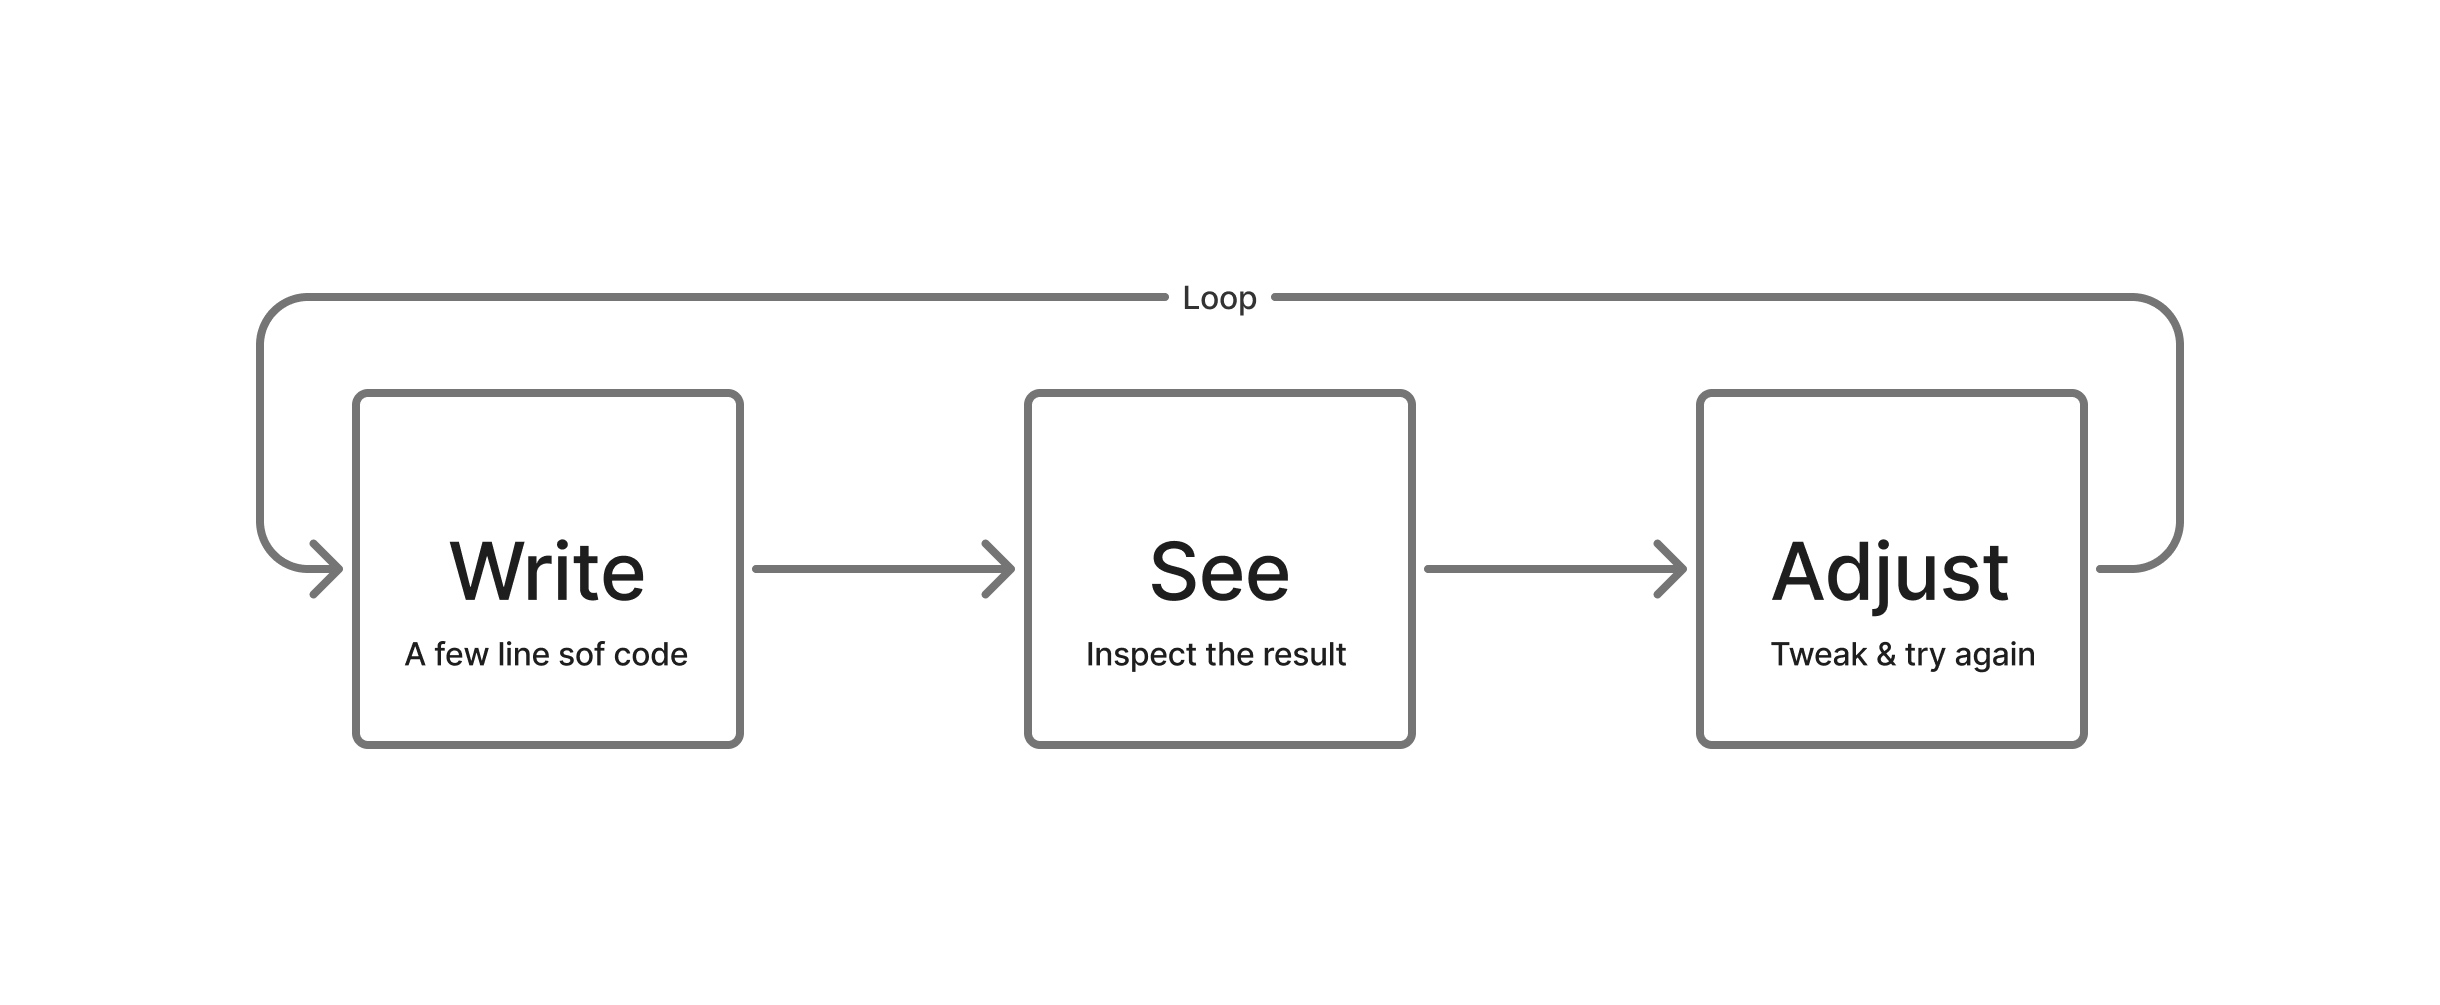 Loop
Write
A few line sof code
See
Inspect the result
Adjust
Tweak & try again